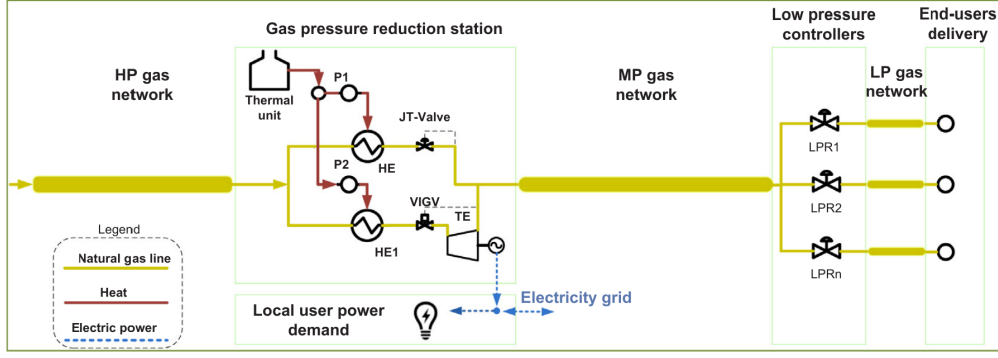 Gas pressure reduction station
Low pressure
controllers
End-users
delivery
HP gas
network
Thermal
unit
P1
JT-Valve
HE
P2
VIGV
TE
HE1
MP gas
network
LP gas
network
LPR1
LPR2
LPRn
Legend
Natural gas line
Heat
Electric power
Local user power
demand
Electricity grid